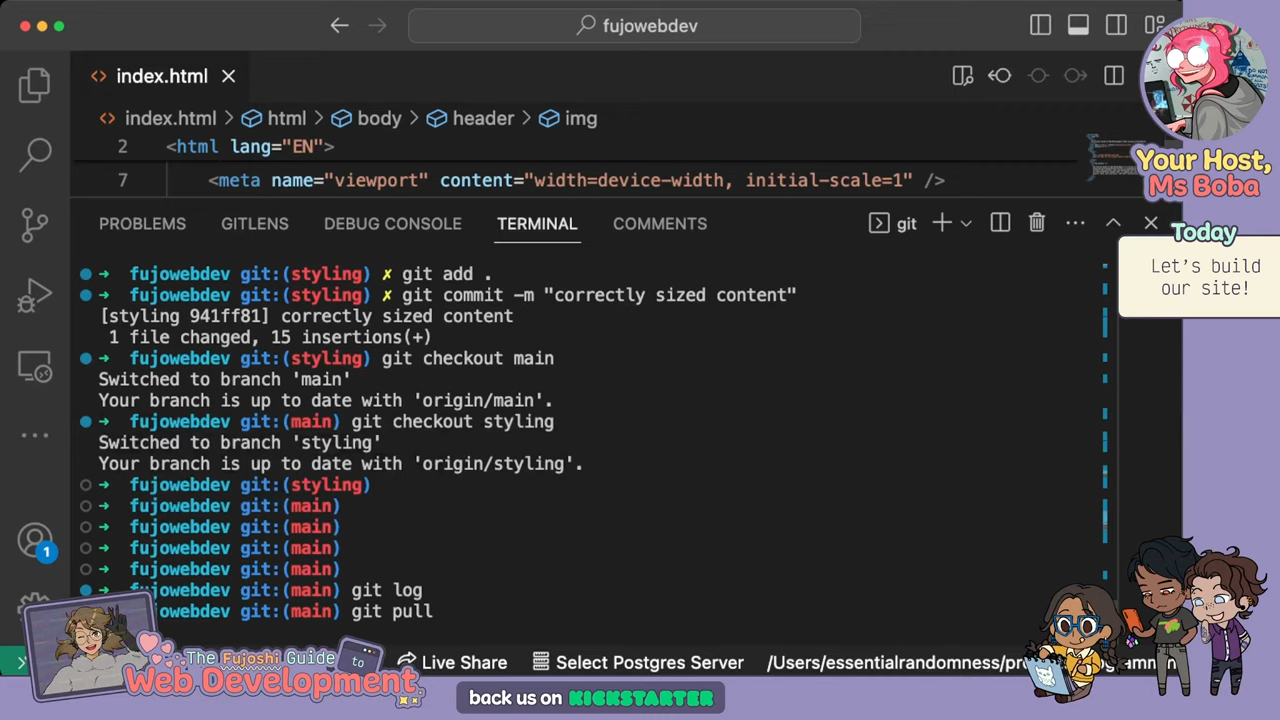 fujowebdev
index.html
index.html > html > body > header > img
2 <html lang="EN">
7 <meta name="viewport" content="width=device-width, initial-scale=1" />
PROBLEMS GITLENS DEBUG CONSOLE TERMINAL COMMENTS git
fujowebdev git:(styling) ✗ git add .
fujowebdev git:(styling) ✗ git commit -m "correctly sized content"
[styling 941ff81] correctly sized content
1 file changed, 15 insertions(+)
fujowebdev git:(styling) git checkout main
Switched to branch 'main'
Your branch is up to date with 'origin/main'.
fujowebdev git:(main) git checkout styling
Switched to branch 'styling'
Your branch is up to date with 'origin/styling'.
fujowebdev git:(styling)
fujowebdev git:(main)
fujowebdev git:(main)
fujowebdev git:(main)
fujowebdev git:(main)
fujowebdev git:(main) git log
fujowebdev git:(main) git pull
1
Live Share Select Postgres Server /Users/essentialrandomness/
Your Host,
Ms Boba
Today
Let's build
our site!
The Fujoshi Guide to
Web Development
back us on KICKSTARTER